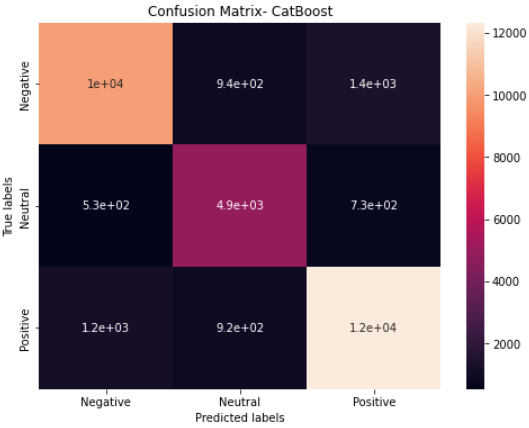 Confusion Matrix- CatBoost
True labels
Negative
Neutral
Positive
1e+04 9.4e+02 1.4e+03
5.3e+02 4.9e+03 7.3e+02
1.2e+03 9.2e+02 1.2e+04
Negative Neutral Positive
Predicted labels
12000
10000
8000
6000
4000
2000